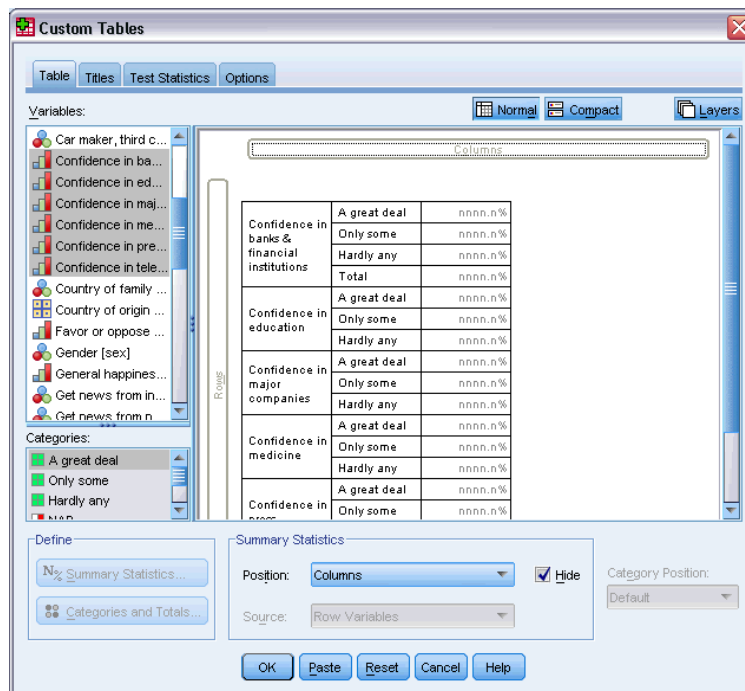 Custom Tables
Table Titles Test Statistics Options
Variables:
Normal Compact Layers
Car maker, third c...
Confidence in ba...
Confidence in ed...
Confidence in maj...
Confidence in me...
Confidence in pre...
Confidence in tele...
Country of family ...
Country of origin ...
Favor or oppose ...
Gender [sex]
General happines...
Get news from in...
Get news from n...
Categories:
A great deal
Only some
Hardly any
NAP
Columns
Rows
Confidence in
banks &
financial
institutions
A great deal nnnn.n%
Only some nnnn.n%
Hardly any nnnn.n%
Total nnnn.n%
Confidence in
education
A great deal nnnn.n%
Only some nnnn.n%
Hardly any nnnn.n%
Confidence in
major
companies
A great deal nnnn.n%
Only some nnnn.n%
Hardly any nnnn.n%
Confidence in
medicine
A great deal nnnn.n%
Only some nnnn.n%
Hardly any nnnn.n%
Confidence in
press
A great deal nnnn.n%
Only some nnnn.n%
Define
N% Summary Statistics...
Categories and Totals...
Summary Statistics
Position: Columns Hide
Source: Row Variables
Category Position:
Default
OK Paste Reset Cancel Help